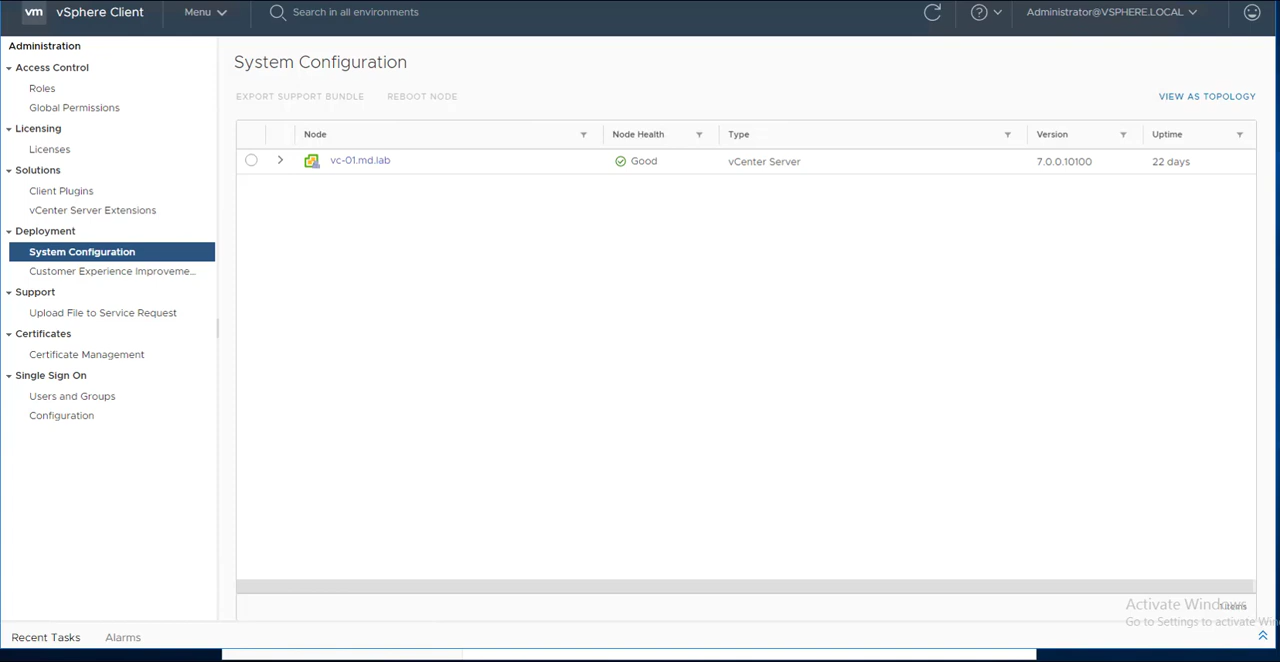 vm vSphere Client Menu Search in all environments Administrator@VSPHERE.LOCAL
Administration
Access Control
Roles
Global Permissions
Licensing
Licenses
Solutions
Client Plugins
vCenter Server Extensions
Deployment
System Configuration
Customer Experience Improveme...
Support
Upload File to Service Request
Certificates
Certificate Management
Single Sign On
Users and Groups
Configuration
System Configuration
EXPORT SUPPORT BUNDLE REBOOT NODE VIEW AS TOPOLOGY
Node Node Health Type Version Uptime
vc-01.md.lab Good vCenter Server 7.0.0.10100 22 days
1 items
Activate Windows
Go to Settings to activate Win
Recent Tasks Alarms